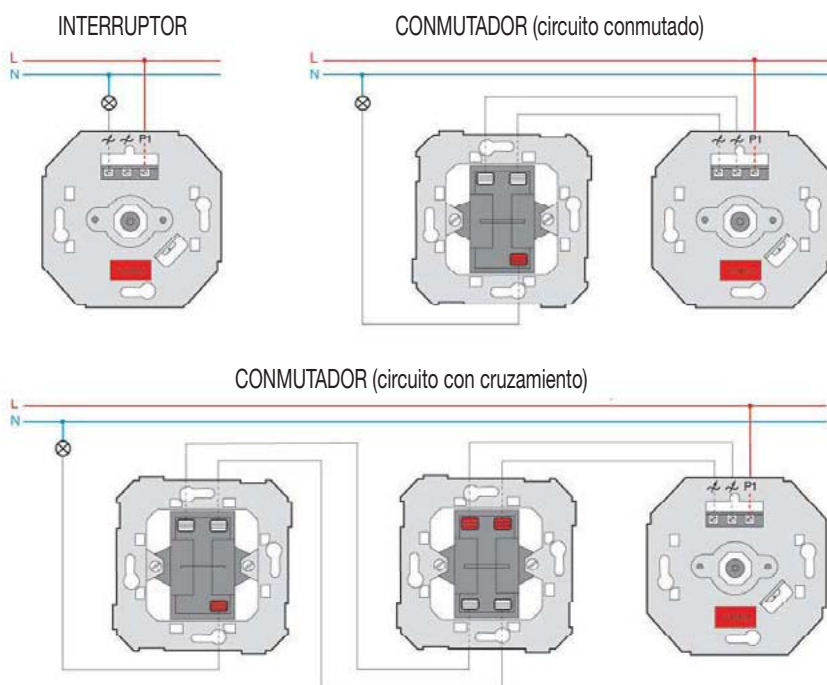 INTERRUPTOR
L
N
P1
CONMUTADOR (circuito conmutado)
P1
CONMUTADOR (circuito con cruzamiento)
L
N
P1